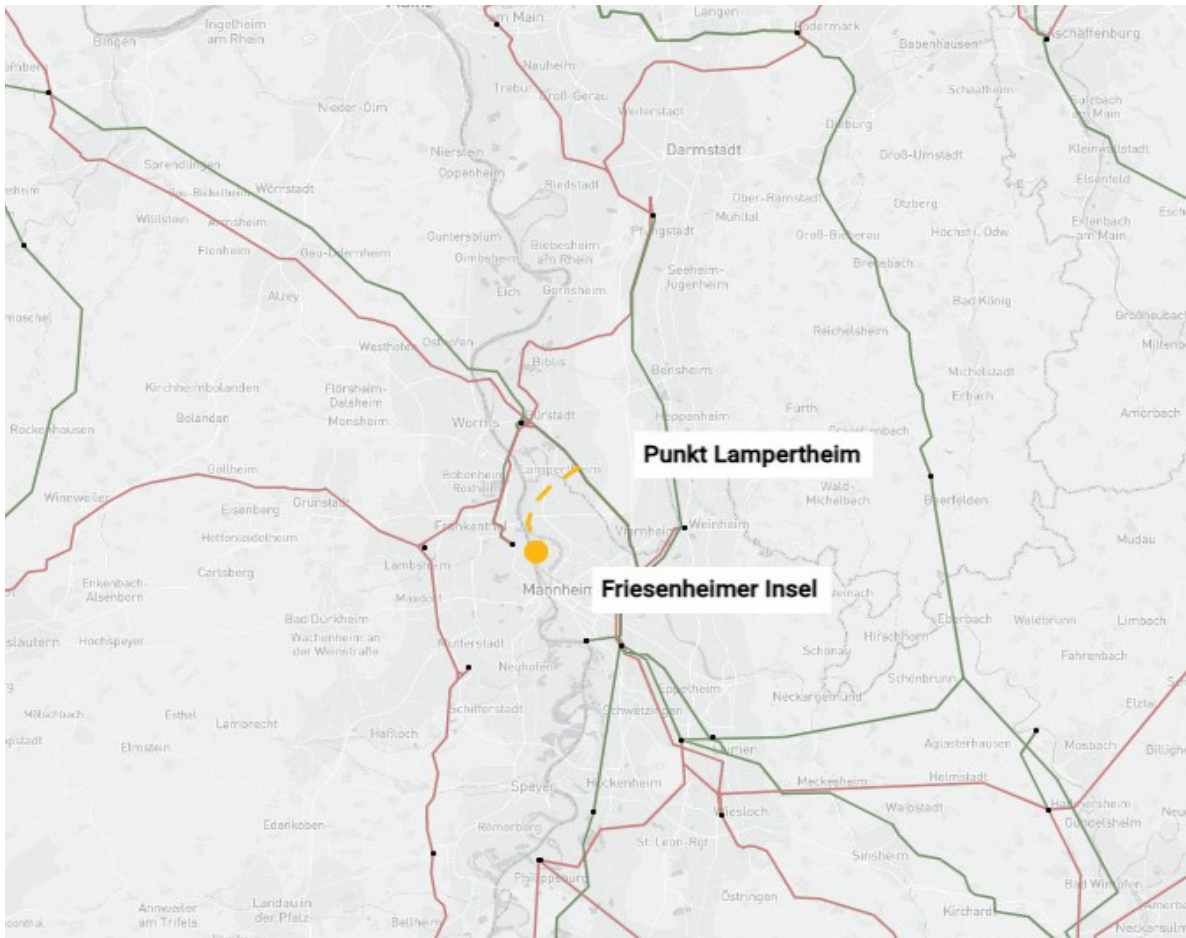 Mainz
am Main
Langen
Rödermark
Aschaffenburg
Bingen
Ingelheim
am Rhein
Babenhausen
Nauheim
Trebur
Groß-Gerau
Schaafheim
Nieder-Olm
Weiterstadt
Sulzbach
am Main
Dieburg
Kleinwallstadt
Nierstein
Darmstadt
Groß-Umstadt
Sprendlingen
Oppenheim
Elsenfeld
Wörrstadt
Riedstadt
Ober-Ramstadt
Otzberg
Wöllstein
Armsheim
Mühltal
Erlenbach
am Main
Guntersblum
Pfungstadt
Groß-Bieberau
Höchst i. Odw.
Flonheim
Gau-Odernheim
Gimbsheim
Biebesheim
am Rhein
Seeheim-
Jugenheim
Brensbach
Alzey
Eich
Gernsheim
Bad König
Großheubach
moschel
Reichelsheim
Westhofen
Osthofen
Biblis
Bensheim
Michelstadt
Kirchheimbolanden
Flörsheim-
Dalsheim
Erbach
Bolanden
Monsheim
Worms
Bürstadt
Heppenheim
Fürth
Amorbach
Rockenhausen
Grasellenbach
Göllheim
Bobenheim
Roxheim
Lampertheim
Punkt Lampertheim
Wald-
Michelbach
Beerfelden
Winnweiler
Eisenberg
Grünstadt
Frankenthal
Viernheim
Weinheim
Hettenleidelheim
Mudau
Lambsheim
Enkenbach-
Alsenborn
Carlsberg
Maxdorf
Mannheim
Friesenheimer Insel
Bad Dürkheim
Hochspeyer
Wachenheim an
der Weinstraße
Mutterstadt
Hirschhorn
Eberbach
Waldbrunn
Limbach
Schönau
Fahrenbach
Neuhofen
Eppelheim
Neckargemünd
Schönbrunn
Mölschbach
Esthal
Lambrecht
Schifferstadt
Schwetzingen
Elztal
Haßloch
Elmstein
Aglasterhausen
Mosbach
Speyer
Hockenheim
Meckesheim
Helmstadt
Edenkoben
Römerberg
Wiesloch
Waibstadt
Haßmersheim
Gundelsheim
St. Leon-Rot
Sinsheim
Philippsburg
Annweiler
am Trifels
Landau in
der Pfalz
Bellheim
Östringen
Kirchardt
Bad Wimpfen
Neckarsulm